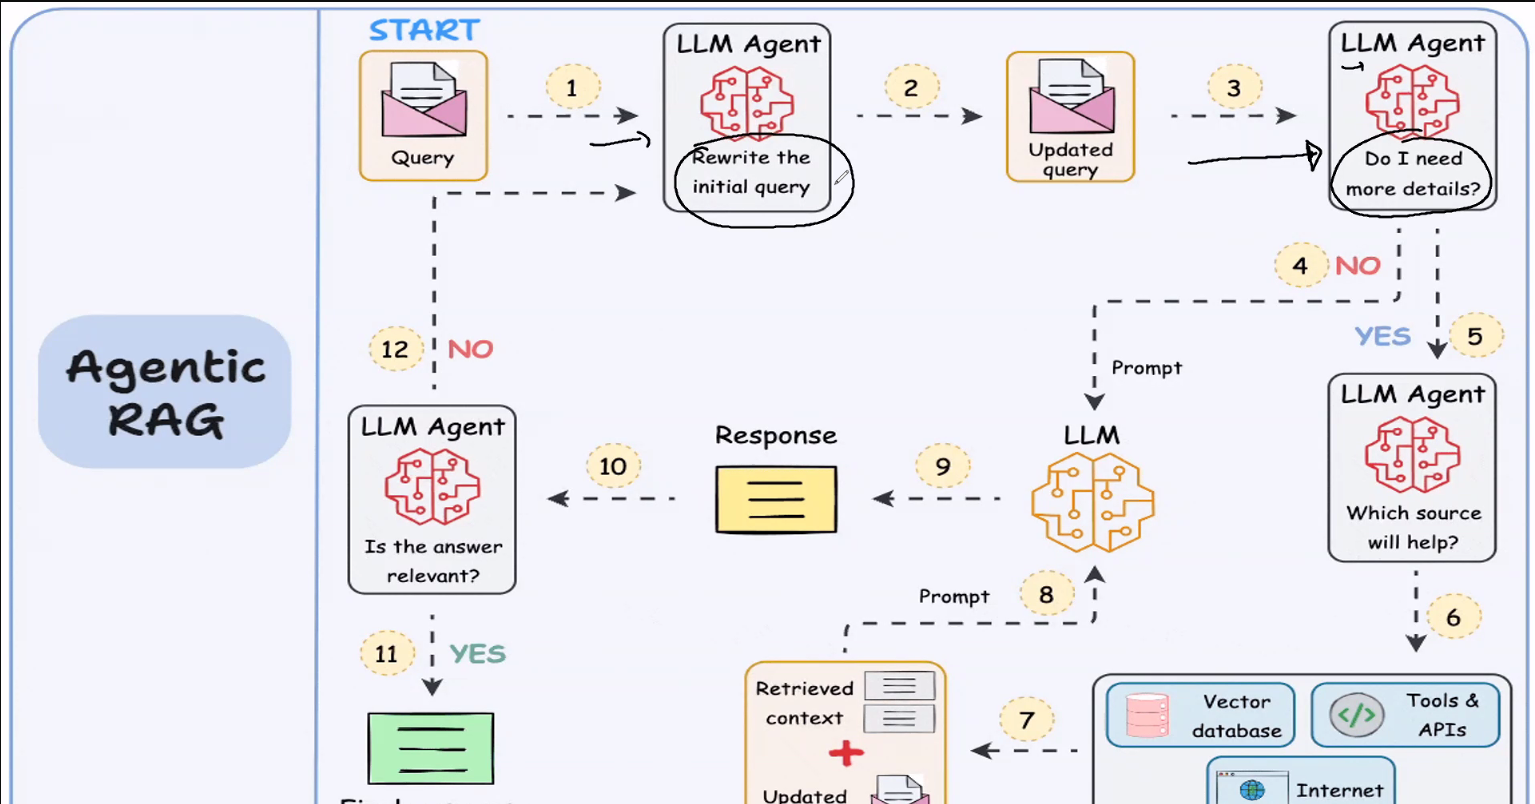 START
Query
1
LLM Agent
Rewrite the
initial query
2
Updated
query
3
LLM Agent
Do I need
more details?
4 NO
YES 5
Prompt
12 NO
Agentic
RAG
LLM Agent
Is the answer
relevant?
10
Response
9
LLM
LLM Agent
Which source
will help?
Prompt 8
6
11 YES
Retrieved
context
7
Vector
database
Tools &
APIs
Updated
Internet